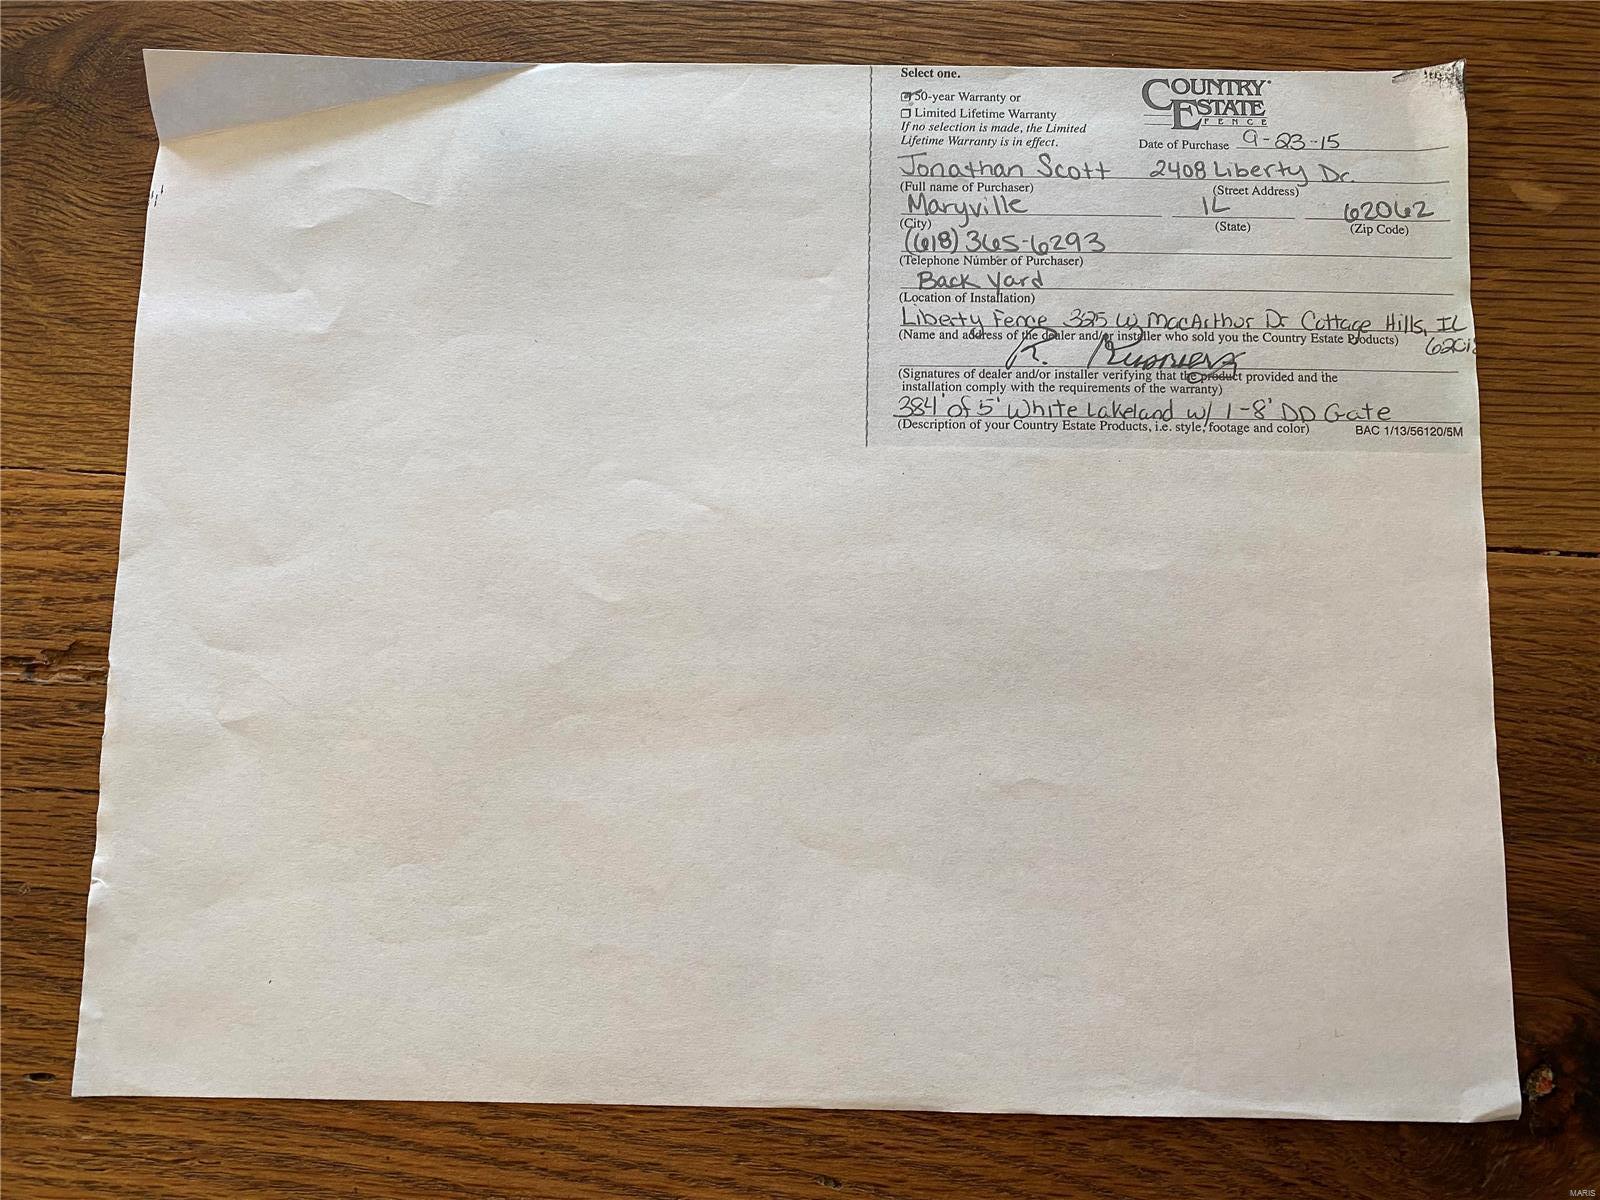 Select one.
50-year Warranty or
Limited Lifetime Warranty
If no selection is made, the Limited
Lifetime Warranty is in effect.
COUNTRY
ESTATE
FENCE
Date of Purchase 9-23-15
Jonathan Scott 2408 Liberty Dr.
(Full name of Purchaser) (Street Address)
Maryville IL 62062
(City) (State) (Zip Code)
(618) 365-6293
(Telephone Number of Purchaser)
Back Yard
(Location of Installation)
Liberty Fence 325 W. MacArthur Dr Cottage Hills, IL
(Name and address of the dealer and/or installer who sold you the Country Estate Products)
R.
(Signatures of dealer and/or installer verifying that the product provided and the
installation comply with the requirements of the warranty)
384' of 5' White Lakeland w/ 1-8' DD Gate
(Description of your Country Estate Products, i.e. style, footage and color) BAC 1/13/56120/5M
MARIS